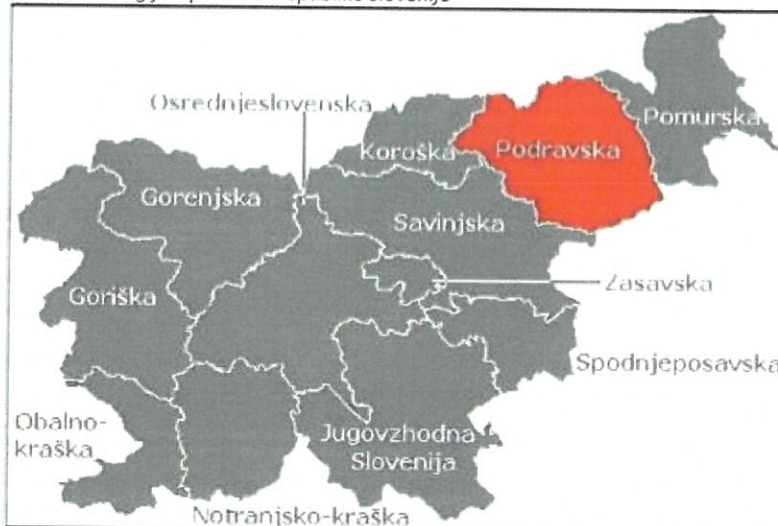 Osrednjeslovenska
Pomurska
Koroška
Podravska
Gorenjska
Savinjska
Goriška
Zasavska
Spodnjeposavska
Obalno-
kraška
Jugovzhodna
Slovenija
Notranjsko-kraška